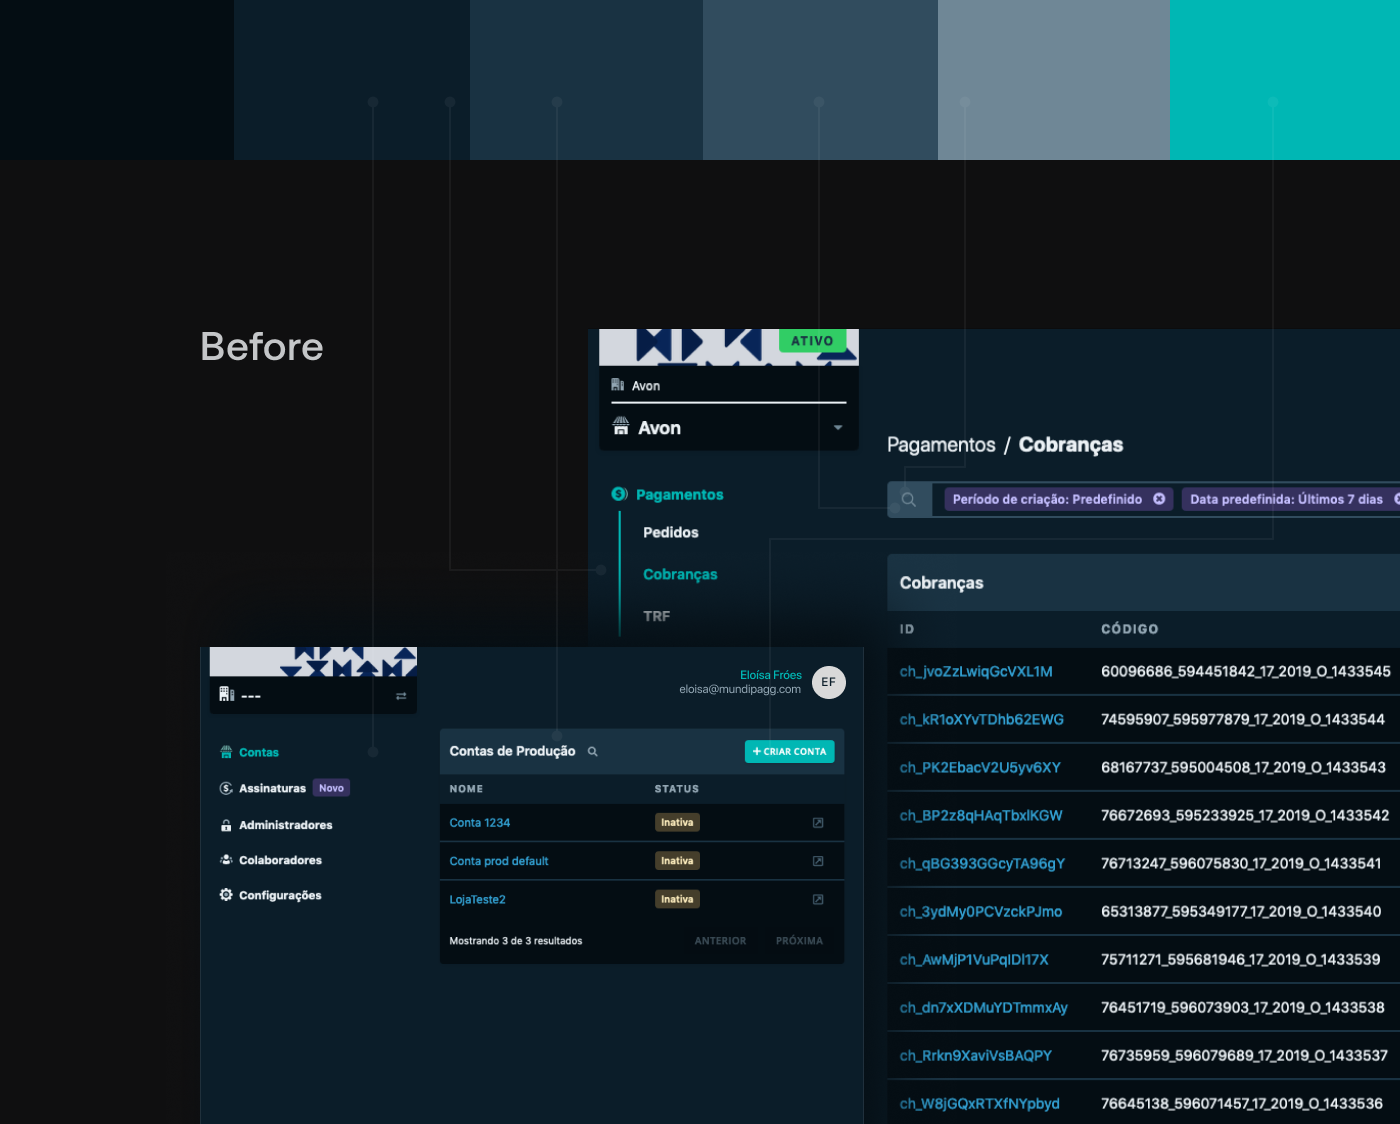 Before
ATIVO
Avon
Avon
Pagamentos / Cobranças
Pagamentos
Pedidos
Cobranças
TRF
Período de criação: Predefinido
Data predefinida: Últimos 7 dias
Cobranças
ID CÓDIGO
ch_jvoZzLwiqGcVXL1M 60096686_594451842_17_2019_O_1433545
ch_kR1oXYvTDhb62EWG 74595907_595977879_17_2019_O_1433544
ch_PK2EbacV2U5yv6XY 68167737_595004508_17_2019_O_1433543
ch_BP2z8qHAqTbxlKGW 76672693_595233925_17_2019_O_1433542
ch_qBG393GGcyTA96gY 76713247_596075830_17_2019_O_1433541
ch_3ydMy0PCVzckPJmo 65313877_595349177_17_2019_O_1433540
ch_AwMjP1VuPqIDl17X 75711271_595681946_17_2019_O_1433539
ch_dn7xXDMuYDTmmxAy 76451719_596073903_17_2019_O_1433538
ch_Rrkn9XaviVsBAQPY 76735959_596079689_17_2019_O_1433537
ch_W8jGQxRTXfNYpbyd 76645138_596071457_17_2019_O_1433536
---
Eloísa Fróes
eloisa@mundipagg.com
EF
Contas
Assinaturas Novo
Administradores
Colaboradores
Configurações
Contas de Produção
+ CRIAR CONTA
NOME STATUS
Conta 1234 Inativa
Conta prod default Inativa
LojaTeste2 Inativa
Mostrando 3 de 3 resultados ANTERIOR PRÓXIMA